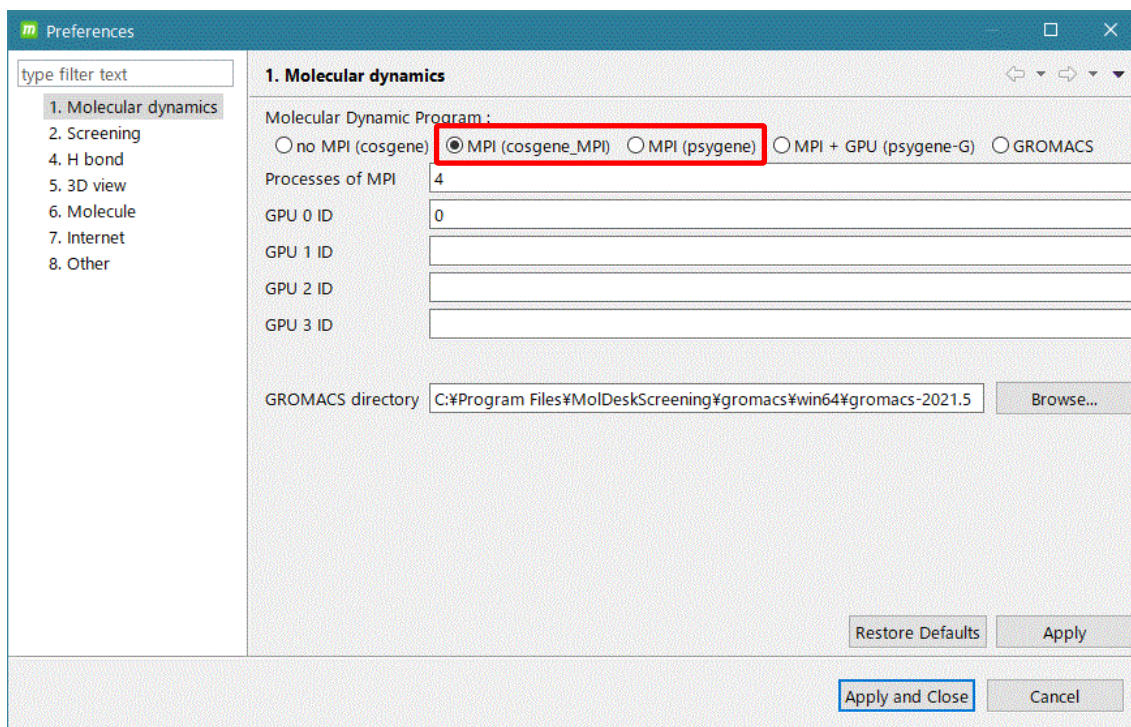 m Preferences
type filter text
1. Molecular dynamics
2. Screening
4. H bond
5. 3D view
6. Molecule
7. Internet
8. Other
1. Molecular dynamics
Molecular Dynamic Program :
no MPI (cosgene) MPI (cosgene_MPI) MPI (psygene) MPI + GPU (psygene-G) GROMACS
Processes of MPI 4
GPU 0 ID 0
GPU 1 ID
GPU 2 ID
GPU 3 ID
GROMACS directory C:¥Program Files¥MolDeskScreening¥gromacs¥win64¥gromacs-2021.5 Browse...
Restore Defaults Apply
Apply and Close Cancel